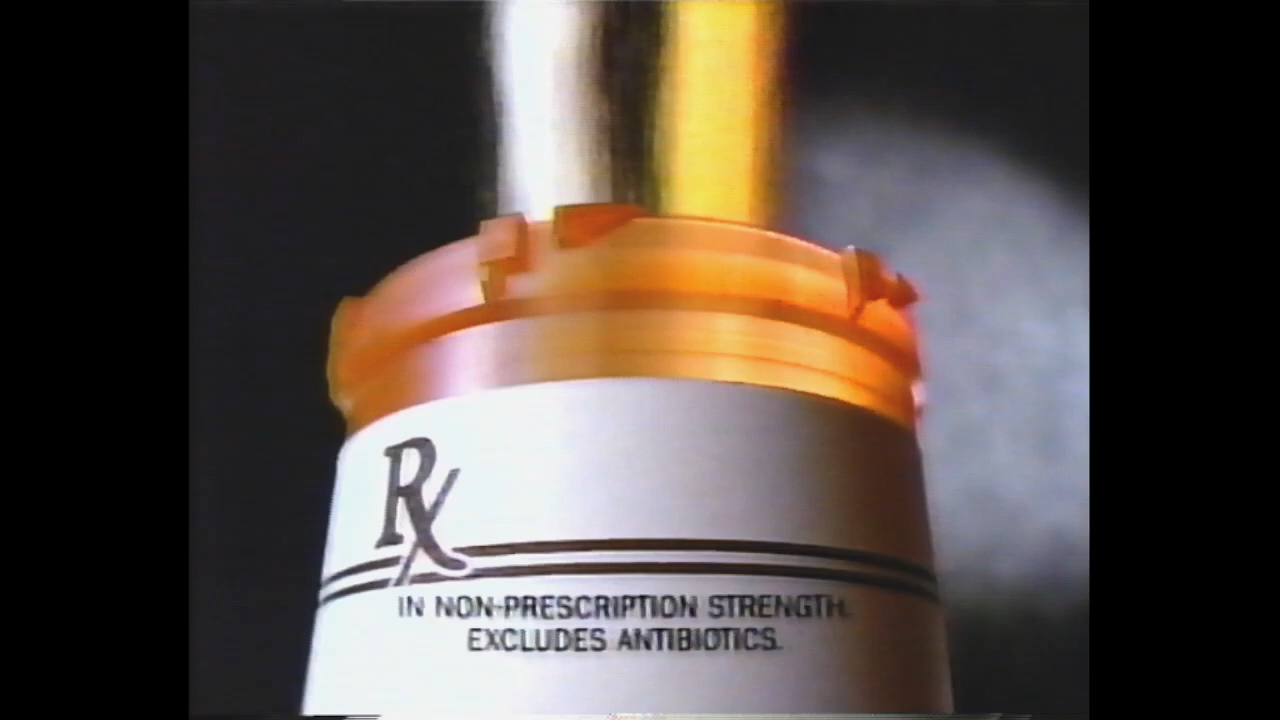 Rx
IN NON-PRESCRIPTION STRENGTH.
EXCLUDES ANTIBIOTICS.